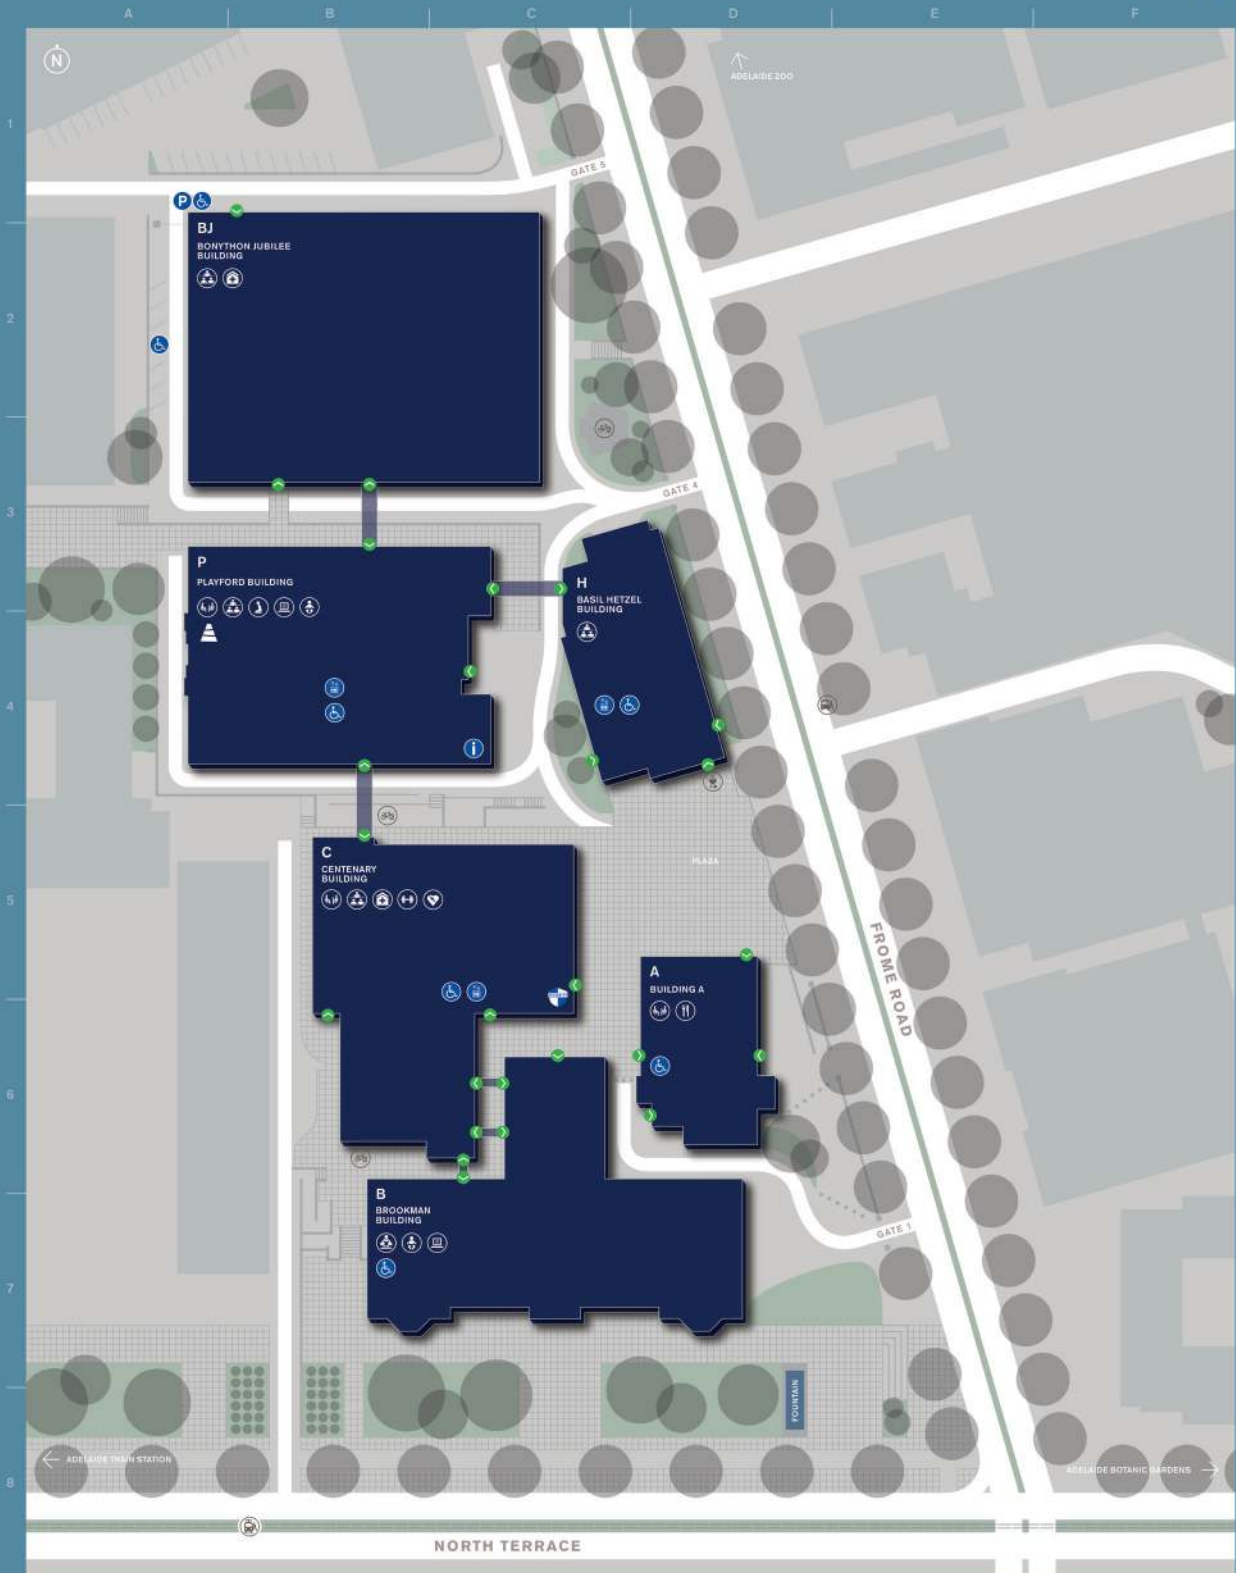 A B C D E F
N
ADELAIDE ZOO
1
GATE 5
P
BJ
BONYTHON JUBILEE
BUILDING
2
GATE 4
3
P
PLAYFORD BUILDING
H
BASIL HETZEL
BUILDING
4
i
C
CENTENARY
BUILDING
PLAZA
5
FROME ROAD
A
BUILDING A
6
B
BROOKMAN
BUILDING
GATE 1
7
FOUNTAIN
ADELAIDE TRAIN STATION
ADELAIDE BOTANIC GARDENS
8
NORTH TERRACE